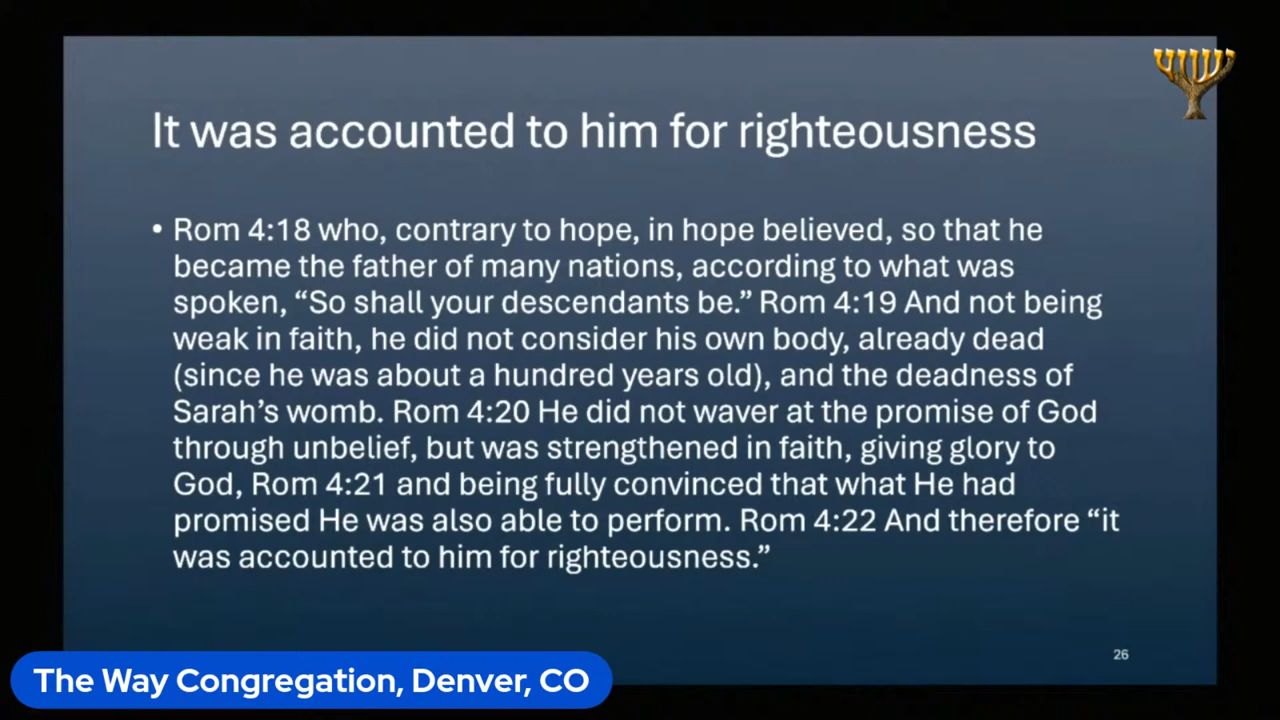 ישוע
It was accounted to him for righteousness
• Rom 4:18 who, contrary to hope, in hope believed, so that he
became the father of many nations, according to what was
spoken, “So shall your descendants be.” Rom 4:19 And not being
weak in faith, he did not consider his own body, already dead
(since he was about a hundred years old), and the deadness of
Sarah’s womb. Rom 4:20 He did not waver at the promise of God
through unbelief, but was strengthened in faith, giving glory to
God, Rom 4:21 and being fully convinced that what He had
promised He was also able to perform. Rom 4:22 And therefore “it
was accounted to him for righteousness.”
26
The Way Congregation, Denver, CO